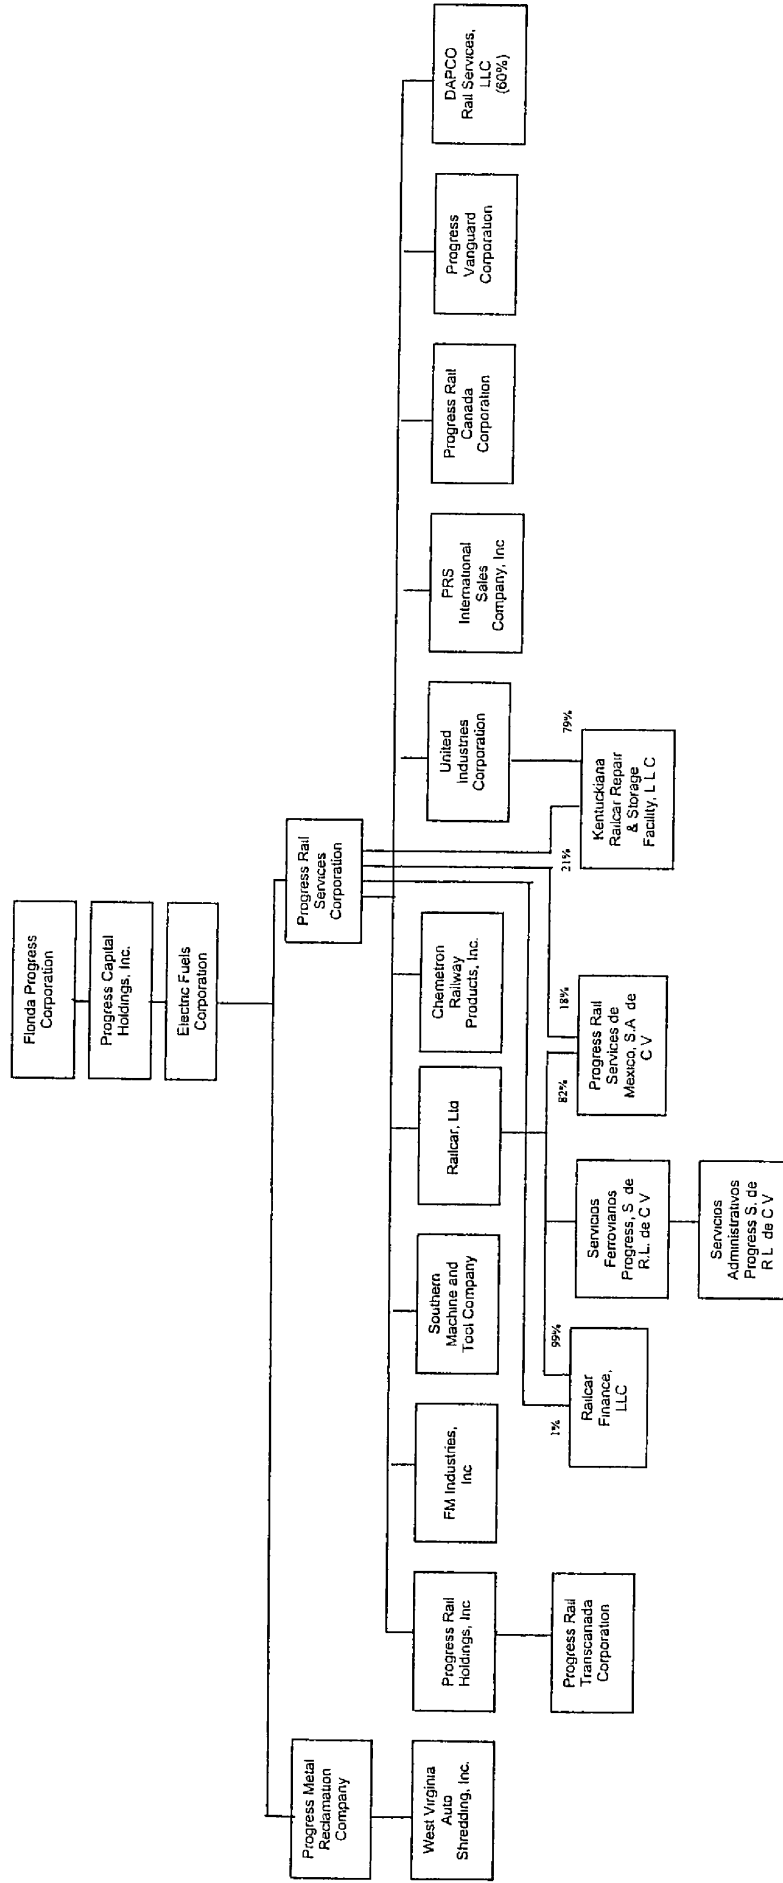 Flonda Progress
Corporation
Progress Capital
Holdings, Inc.
Electric Fuels
Corporation
Progress Metal
Reclamation
Company
Progress Rail
Services
Corporation
West Virginia
Auto
Shredding, Inc.
Progress Rail
Holdings, Inc
FM Industries,
Inc
Southern
Machine and
Tool Company
Railcar, Ltd
Chemetron
Railway
Products, Inc.
United
Industries
Corporation
PRS
International
Sales
Company, Inc
Progress Rail
Canada
Corporation
Progress
Vanguard
Corporation
DAPCO
Rail Services,
LLC
(60%)
Progress Rail
Transcanada
Corporation
1%
99%
Railcar
Finance,
LLC
Servicios
Ferrovianos
Progress, S de
R.L. de C V
82%
18%
Progress Rail
Services de
Mexico, S.A de
C V
21%
79%
Kentuckiana
Railcar Repair
& Storage
Facility, L L C
Servicios
Administrativos
Progress S. de
R L de C V